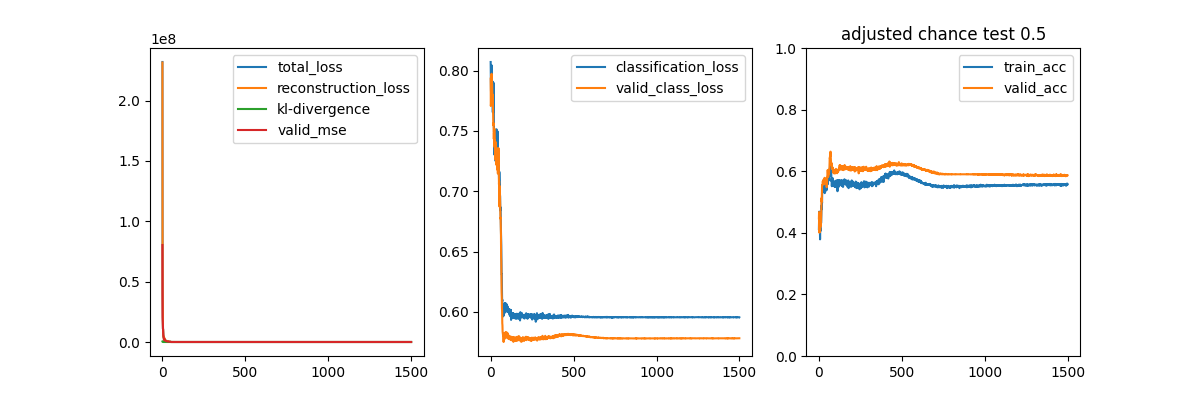 1e8
2.0
1.5
1.0
0.5
0.0
0
500
1000
1500
total_loss
reconstruction_loss
kl-divergence
valid_mse
0.80
0.75
0.70
0.65
0.60
0
500
1000
1500
classification_loss
valid_class_loss
adjusted chance test 0.5
1.0
0.8
0.6
0.4
0.2
0.0
0
500
1000
1500
train_acc
valid_acc